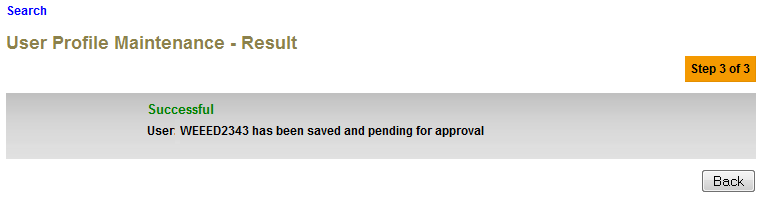 Search
User Profile Maintenance - Result
Step 3 of 3
Successful
User: WEEED2343 has been saved and pending for approval
Back